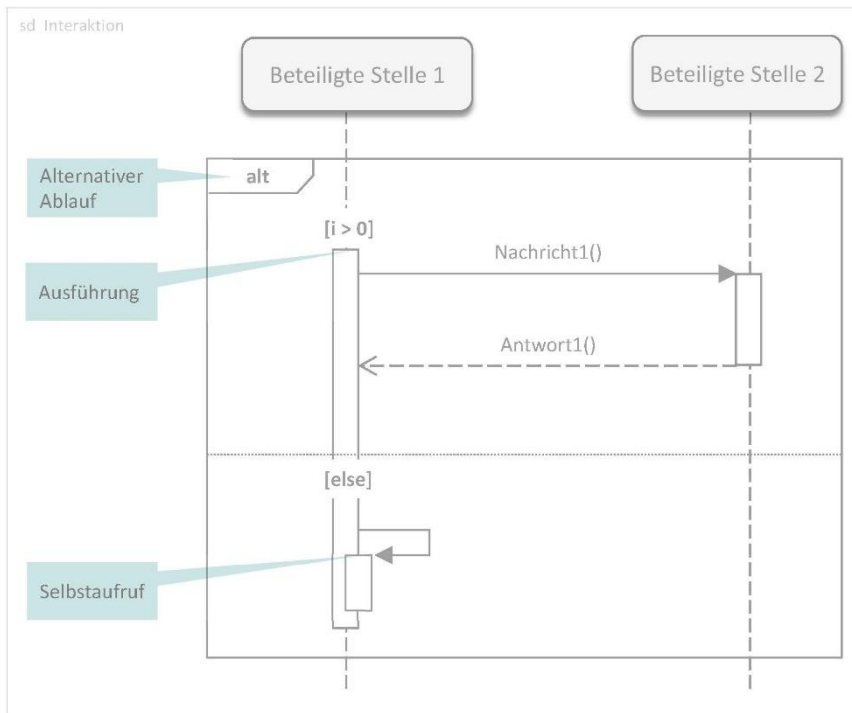 sd Interaktion
Beteiligte Stelle 1
Beteiligte Stelle 2
Alternativer
Ablauf
alt
[i > 0]
Nachricht1()
Ausführung
Antwort1()
[else]
Selbstaufruf